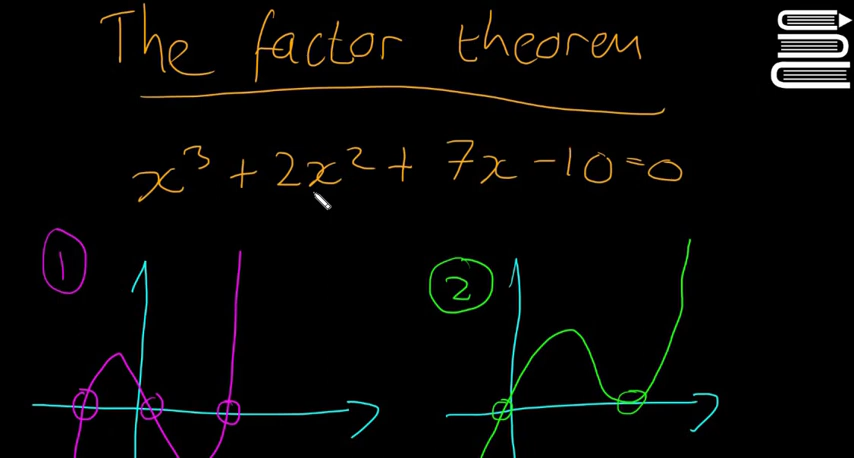 The factor theorem
x³ + 2x² + 7x - 10 = 0
1
2